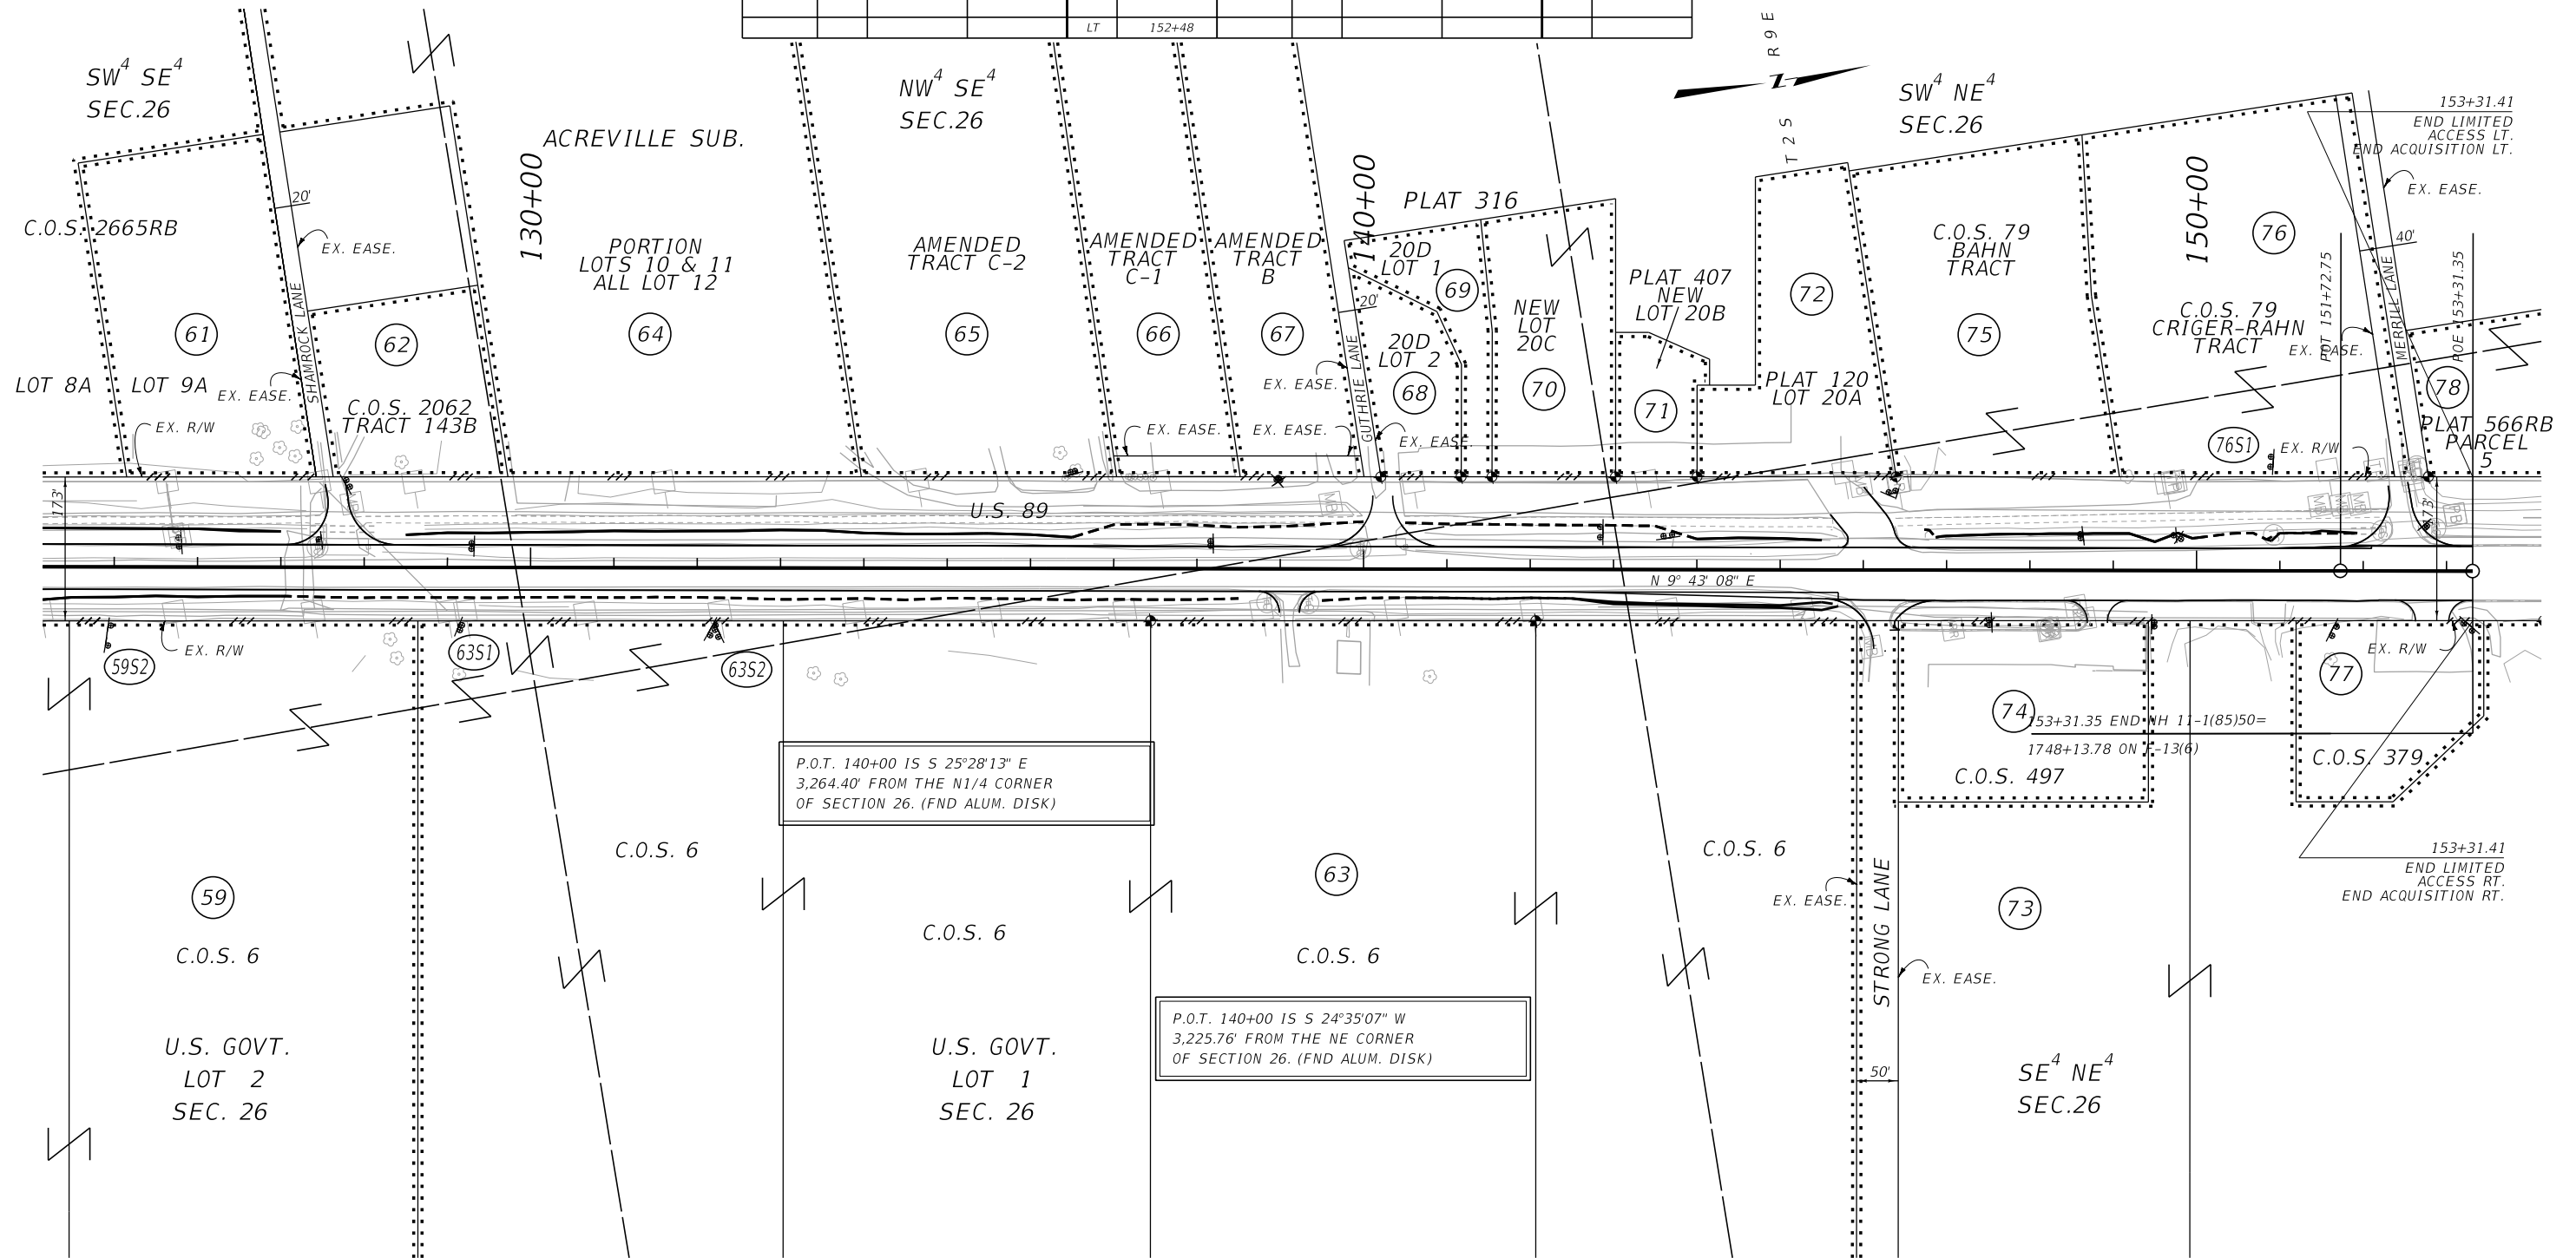 LT 152+48
R 9 E
T 2 S
SW⁴ SE⁴
SEC.26
ACREVILLE SUB.
NW⁴ SE⁴
SEC.26
SW⁴ NE⁴
SEC.26
153+31.41
END LIMITED
ACCESS LT.
END ACQUISITION LT.
EX. EASE.
C.O.S. 2665RB
20'
EX. EASE.
61
LOT 8A
LOT 9A
EX. EASE.
SHAMROCK LANE
EX. R/W
62
C.O.S. 2062
TRACT 143B
130+00
PORTION
LOTS 10 & 11
ALL LOT 12
64
AMENDED
TRACT C-2
65
AMENDED
TRACT
C-1
66
AMENDED
TRACT
B
67
EX. EASE.
EX. EASE.
EX. EASE.
GUTHRIE LANE
140+00
PLAT 316
20D
LOT 1
69
20'
20D
LOT 2
68
EX. EASE.
NEW
LOT
20C
70
PLAT 407
NEW
LOT 20B
71
72
PLAT 120
LOT 20A
C.O.S. 79
BAHN
TRACT
75
150+00
76
C.O.S. 79
CRIGER-RAHN
TRACT
EX. EASE.
POT 151+72.75
MERRILL LANE
40'
POE 153+31.35
78
PLAT 566RB
PARCEL
5
76S1
EX. R/W
173'
U.S. 89
173'
N 9° 43' 08" E
59S2
EX. R/W
63S1
63S2
EX. R/W
77
74
153+31.35 END NH 11-1(85)50=
1748+13.78 ON F-13(6)
C.O.S. 497
C.O.S. 379
P.O.T. 140+00 IS S 25°28'13" E
3,264.40' FROM THE N1/4 CORNER
OF SECTION 26. (FND ALUM. DISK)
C.O.S. 6
C.O.S. 6
153+31.41
END LIMITED
ACCESS RT.
END ACQUISITION RT.
59
C.O.S. 6
C.O.S. 6
63
C.O.S. 6
EX. EASE.
STRONG LANE
73
EX. EASE.
P.O.T. 140+00 IS S 24°35'07" W
3,225.76' FROM THE NE CORNER
OF SECTION 26. (FND ALUM. DISK)
U.S. GOVT.
LOT 2
SEC. 26
U.S. GOVT.
LOT 1
SEC. 26
50'
SE⁴ NE⁴
SEC.26